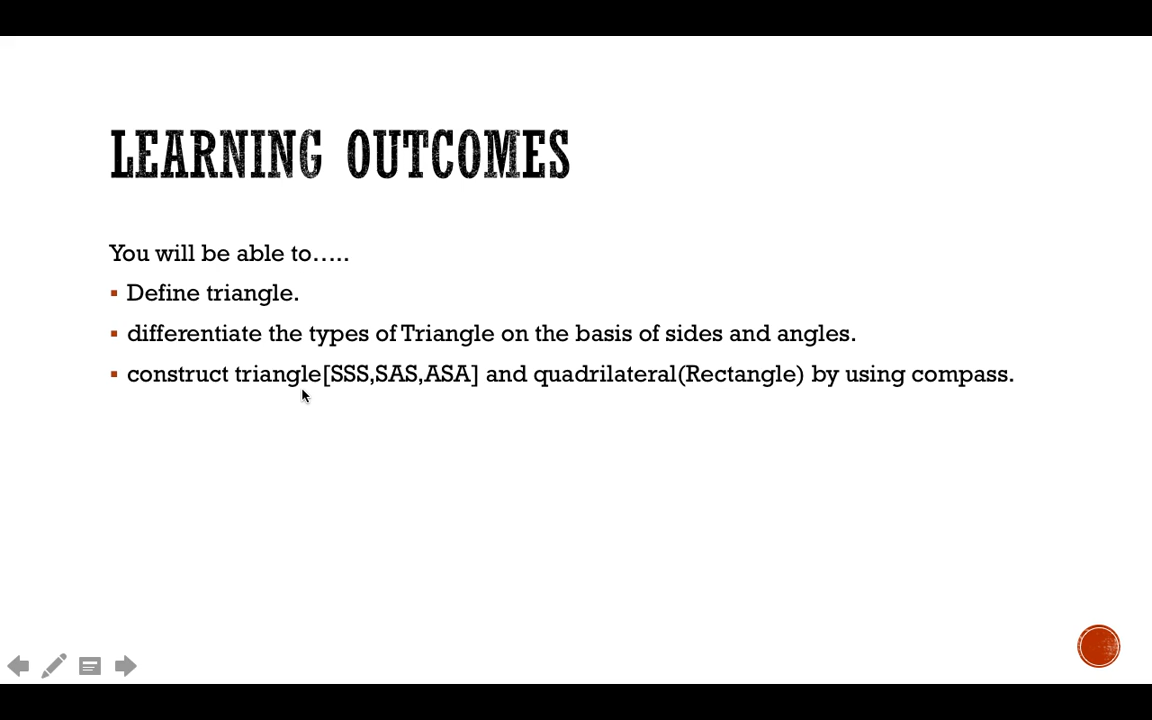 LEARNING OUTCOMES
You will be able to.....
▪ Define triangle.
▪ differentiate the types of Triangle on the basis of sides and angles.
▪ construct triangle[SSS,SAS,ASA] and quadrilateral(Rectangle) by using compass.